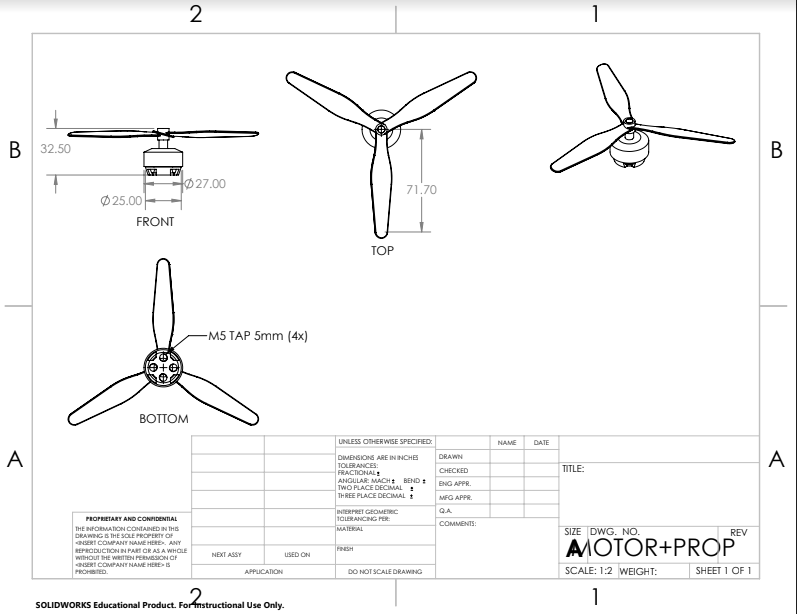 2
1
B
B
32.50
Ø27.00
Ø25.00
FRONT
71.70
TOP
M5 TAP 5mm (4x)
BOTTOM
A
A
UNLESS OTHERWISE SPECIFIED:
NAME
DATE
DIMENSIONS ARE IN INCHES
TOLERANCES:
FRACTIONAL ±
ANGULAR: MACH ± BEND ±
TWO PLACE DECIMAL ±
THREE PLACE DECIMAL ±
DRAWN
CHECKED
ENG APPR.
MFG APPR.
Q.A.
COMMENTS:
TITLE:
INTERPRET GEOMETRIC
TOLERANCING PER:
MATERIAL
FINISH
PROPRIETARY AND CONFIDENTIAL
THE INFORMATION CONTAINED IN THIS
DRAWING IS THE SOLE PROPERTY OF
<INSERT COMPANY NAME HERE>. ANY
REPRODUCTION IN PART OR AS A WHOLE
WITHOUT THE WRITTEN PERMISSION OF
<INSERT COMPANY NAME HERE> IS
PROHIBITED.
NEXT ASSY
USED ON
APPLICATION
DO NOT SCALE DRAWING
SIZE
DWG. NO.
REV
A
MOTOR+PROP
SCALE: 1:2
WEIGHT:
SHEET 1 OF 1
2
1
SOLIDWORKS Educational Product. For Instructional Use Only.